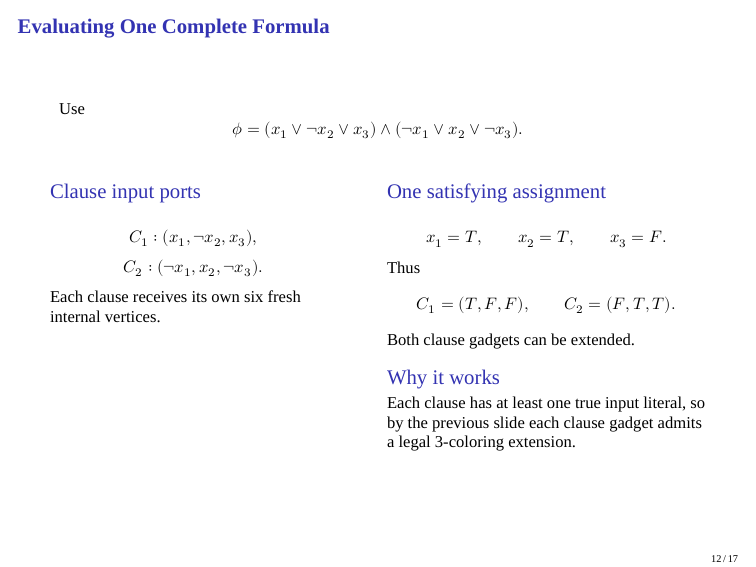 Evaluating One Complete Formula
Use
ϕ = (x₁ ∨ ¬x₂ ∨ x₃) ∧ (¬x₁ ∨ x₂ ∨ ¬x₃).
Clause input ports
C₁ : (x₁, ¬x₂, x₃),
C₂ : (¬x₁, x₂, ¬x₃).
Each clause receives its own six fresh
internal vertices.
One satisfying assignment
x₁ = T, x₂ = T, x₃ = F.
Thus
C₁ = (T, F, F), C₂ = (F, T, T).
Both clause gadgets can be extended.
Why it works
Each clause has at least one true input literal, so
by the previous slide each clause gadget admits
a legal 3-coloring extension.
12 / 17